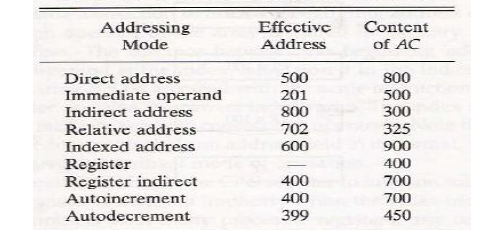 Addressing Effective Content
Mode Address of AC
Direct address 500 800
Immediate operand 201 500
Indirect address 800 300
Relative address 702 325
Indexed address 600 900
Register — 400
Register indirect 400 700
Autoincrement 400 700
Autodecrement 399 450